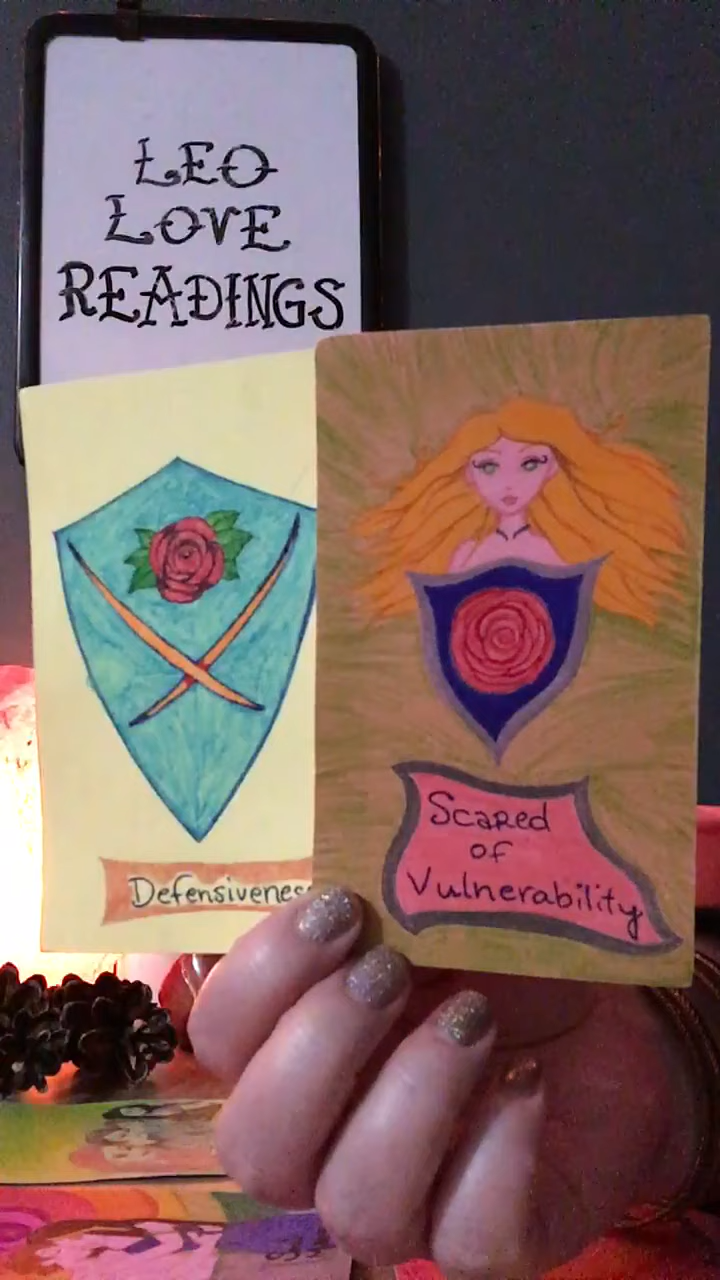 LEO
LOVE
READINGS
Defensiveness
Scared
of
Vulnerability